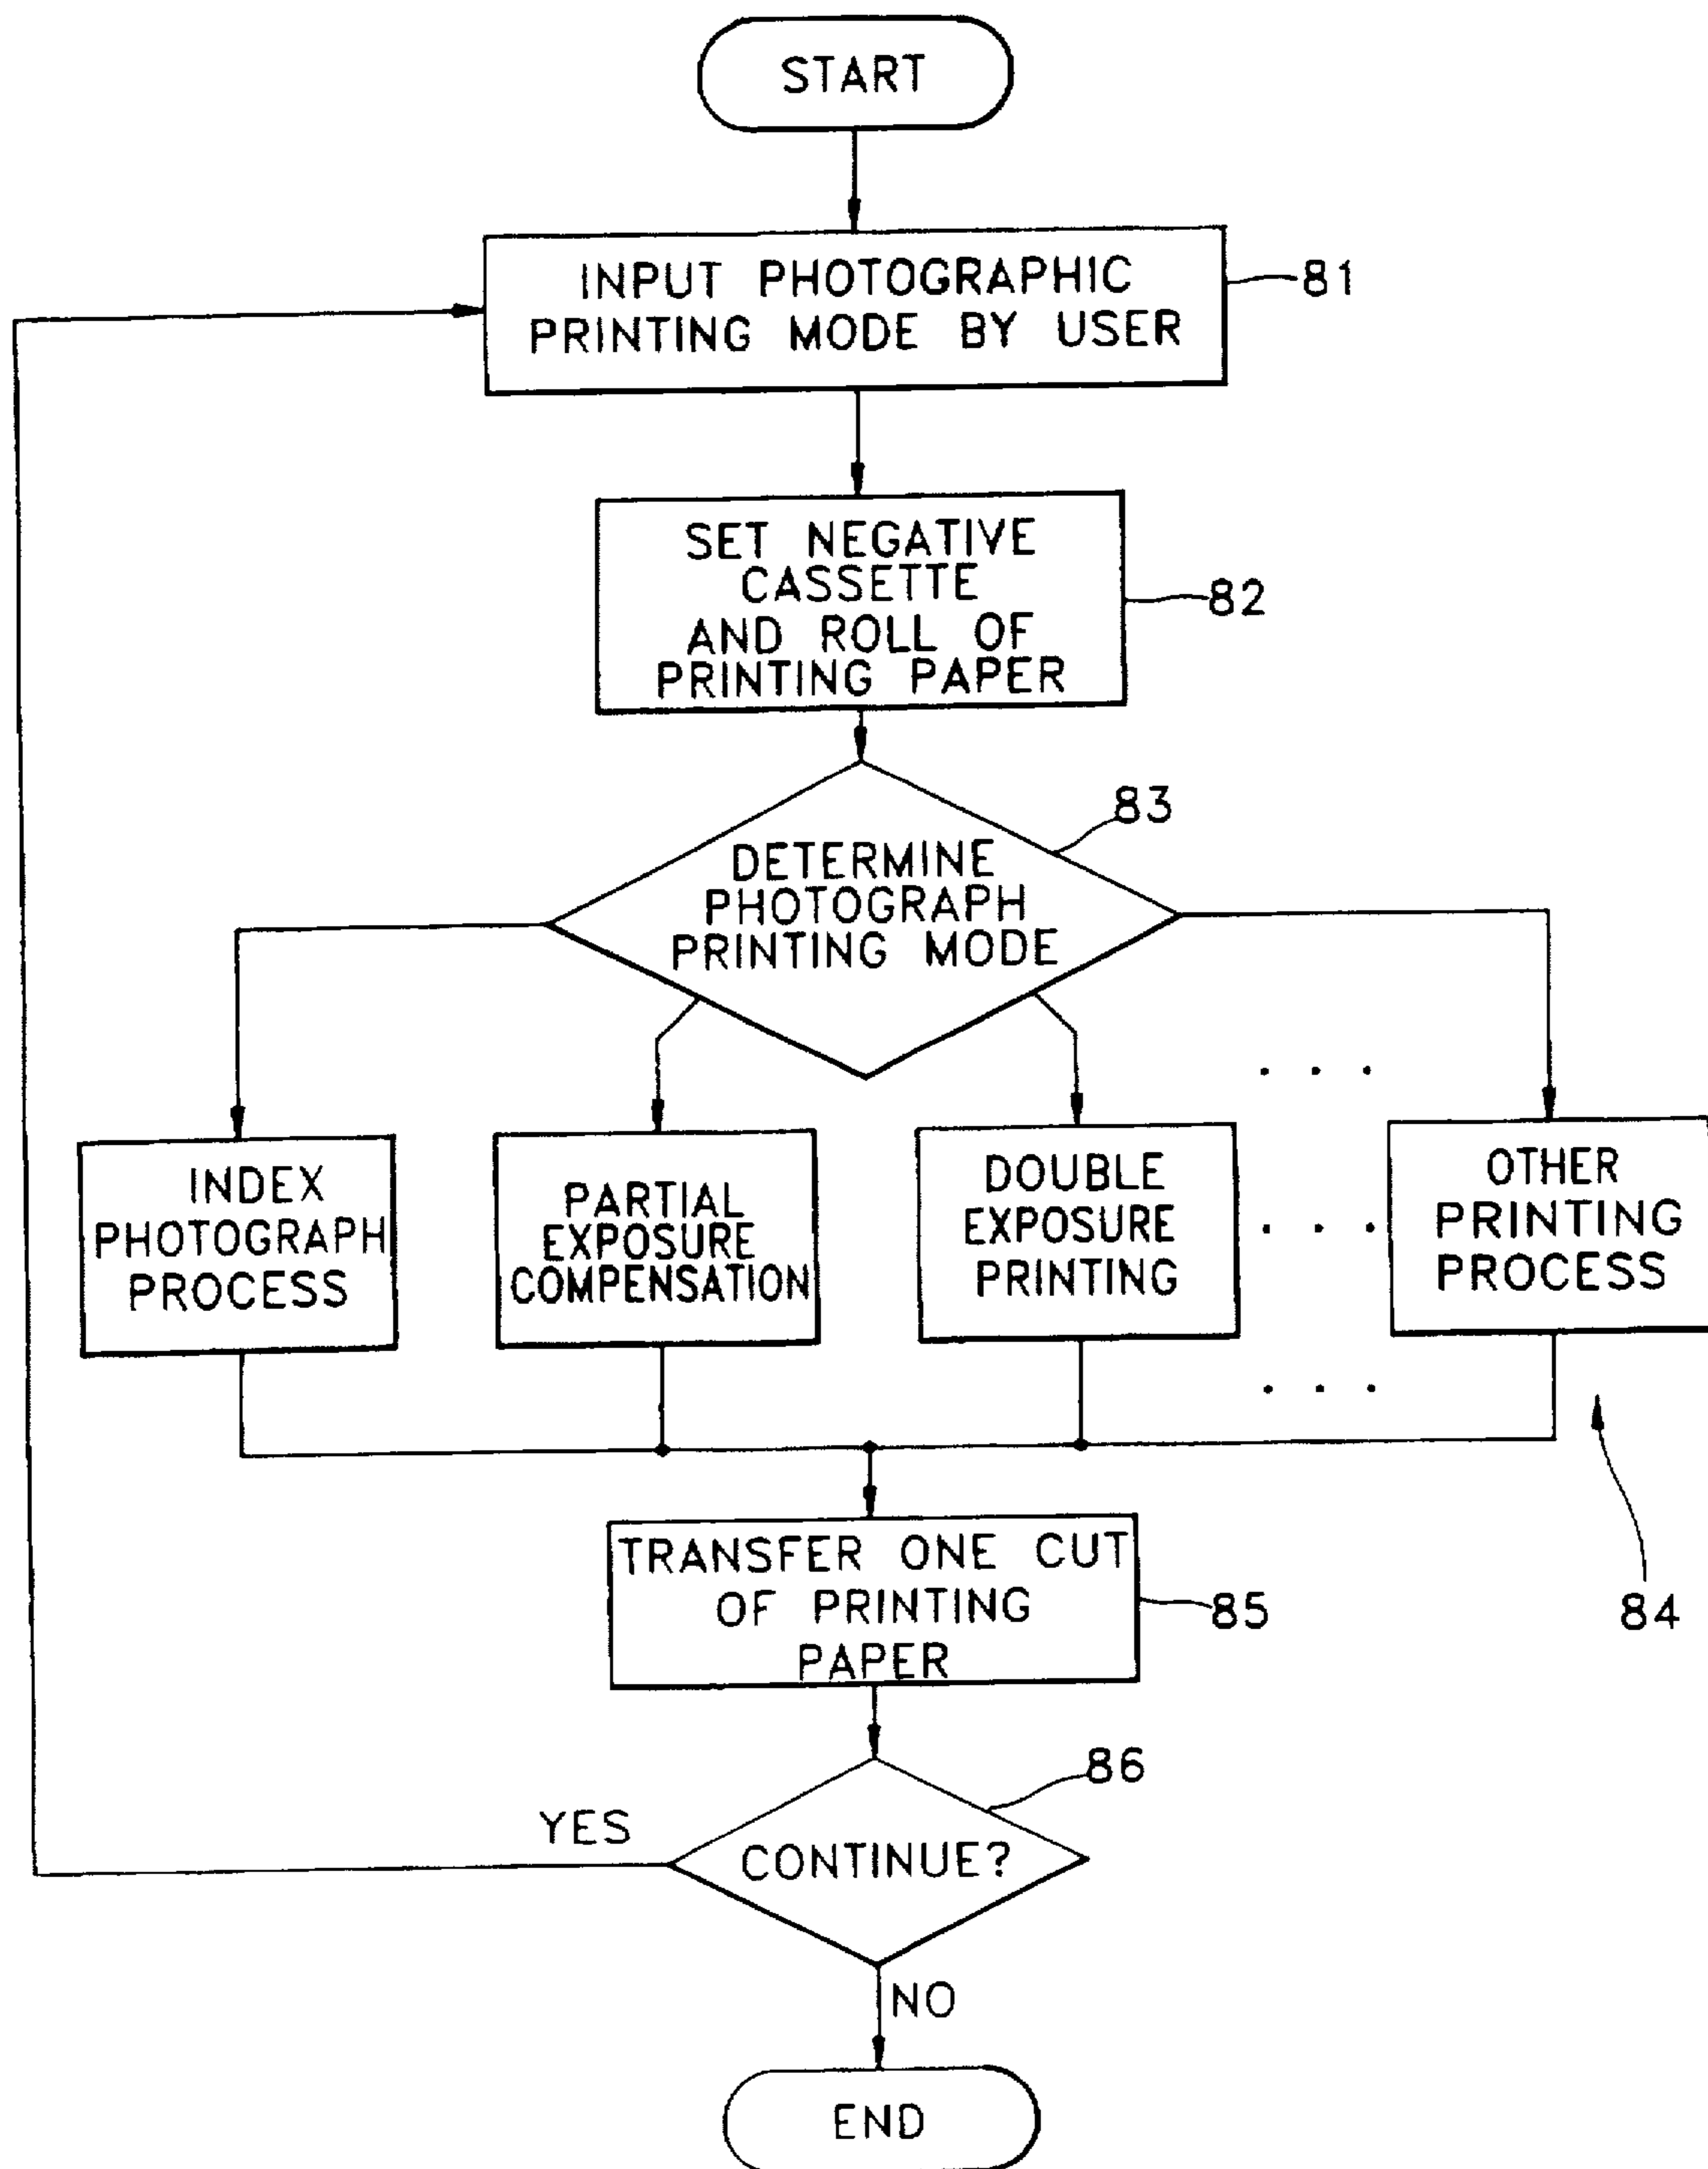 START
INPUT PHOTOGRAPHIC
PRINTING MODE BY USER
81
SET NEGATIVE
CASSETTE
AND ROLL OF
PRINTING PAPER
82
83
DETERMINE
PHOTOGRAPH
PRINTING MODE
INDEX
PHOTOGRAPH
PROCESS
PARTIAL
EXPOSURE
COMPENSATION
DOUBLE
EXPOSURE
PRINTING
. . .
. . .
. . .
OTHER
PRINTING
PROCESS
84
TRANSFER ONE CUT
OF PRINTING
PAPER
85
86
CONTINUE?
YES
NO
END